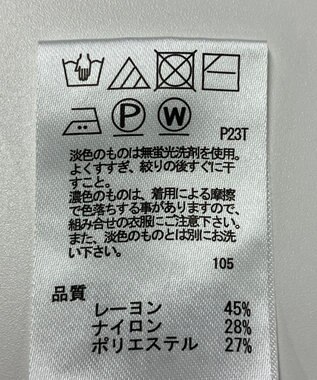 P
W
P23T
淡色のものは無蛍光洗剤を使用。
よくすすぎ、絞りの後すぐに干
すこと。
濃色のものは、着用による摩擦
で色落ちする事がありますので、
組み合せの衣服にご注意下さい。
また、淡色のものとは別にお洗
い下さい。
105
品質
レーヨン 45%
ナイロン 28%
ポリエステル 27%